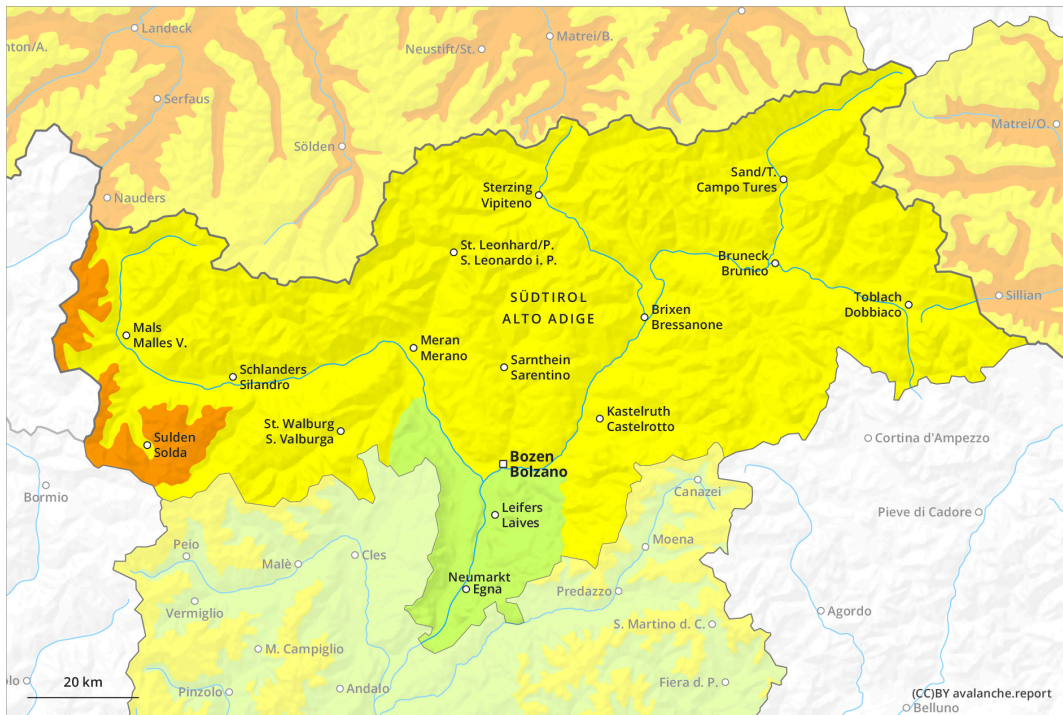 Landeck
nton/A.
Matrei/B.
Neustift/St.
Serfaus
Matrei/O.
Sölden
Sand/T.
Campo Tures
Sterzing
Vipiteno
Nauders
St. Leonhard/P.
S. Leonardo i. P.
Bruneck
Brunico
SÜDTIROL
ALTO ADIGE
Sillian
Toblach
Dobbiaco
Brixen
Bressanone
Mals
Malles V.
Meran
Merano
Sarnthein
Sarentino
Schlanders
Silandro
Kastelruth
Castelrotto
St. Walburg
S. Valburga
Sulden
Solda
Cortina d'Ampezzo
Bozen
Bolzano
Bormio
Canazei
Leifers
Laives
Pieve di Cadore
Moena
Peio
Malè
Cles
Neumarkt
Egna
Predazzo
Vermiglio
Agordo
S. Martino d. C.
M. Campiglio
20 km
olo
Pinzolo
Andalo
Fiera d. P.
(CC)BY avalanche.report
Belluno